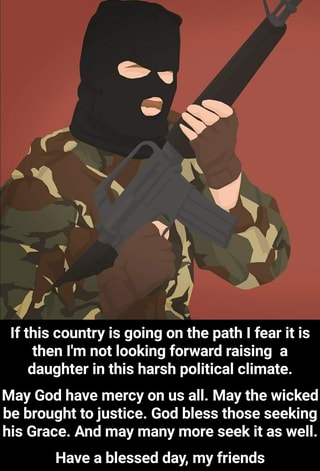 If this country is going on the path I fear it is
then I'm not looking forward raising a
daughter in this harsh political climate.
May God have mercy on us all. May the wicked
be brought to justice. God bless those seeking
his Grace. And may many more seek it as well.
Have a blessed day, my friends